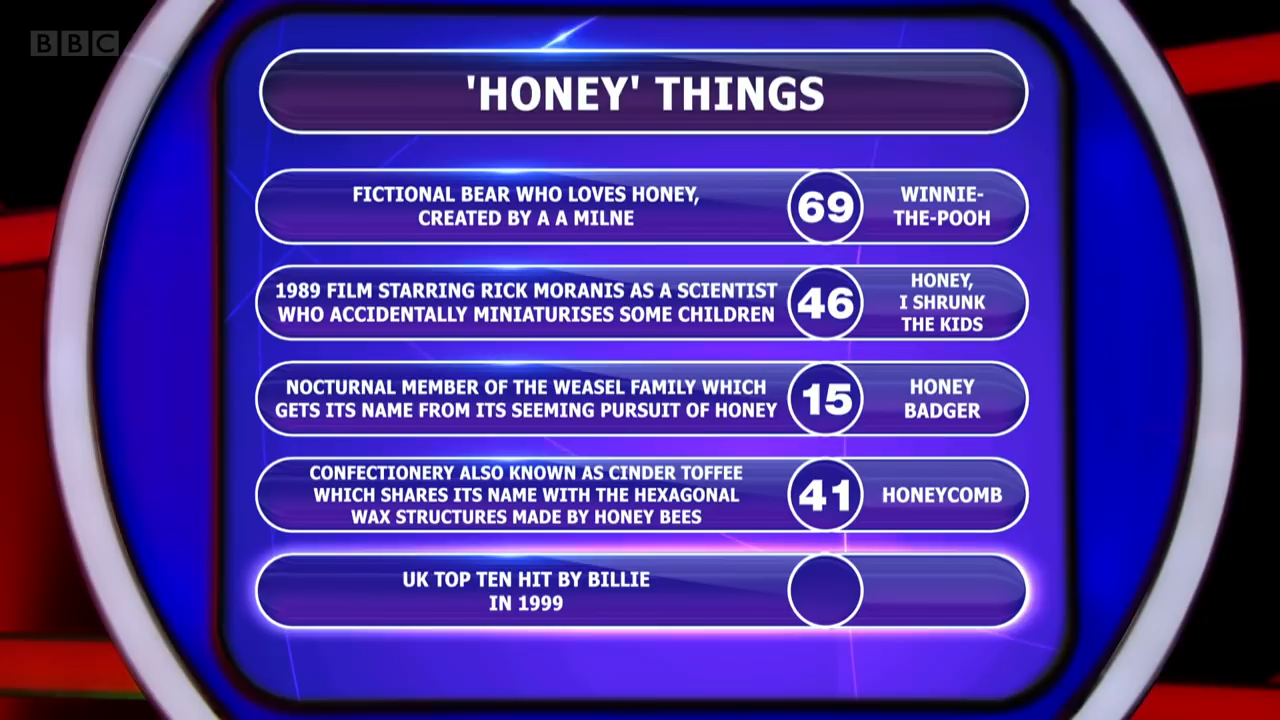 BBC
'HONEY' THINGS
FICTIONAL BEAR WHO LOVES HONEY,
CREATED BY A A MILNE
69
WINNIE-
THE-POOH
1989 FILM STARRING RICK MORANIS AS A SCIENTIST
WHO ACCIDENTALLY MINIATURISES SOME CHILDREN
46
HONEY,
I SHRUNK
THE KIDS
NOCTURNAL MEMBER OF THE WEASEL FAMILY WHICH
GETS ITS NAME FROM ITS SEEMING PURSUIT OF HONEY
15
HONEY
BADGER
CONFECTIONERY ALSO KNOWN AS CINDER TOFFEE
WHICH SHARES ITS NAME WITH THE HEXAGONAL
WAX STRUCTURES MADE BY HONEY BEES
41
HONEYCOMB
UK TOP TEN HIT BY BILLIE
IN 1999